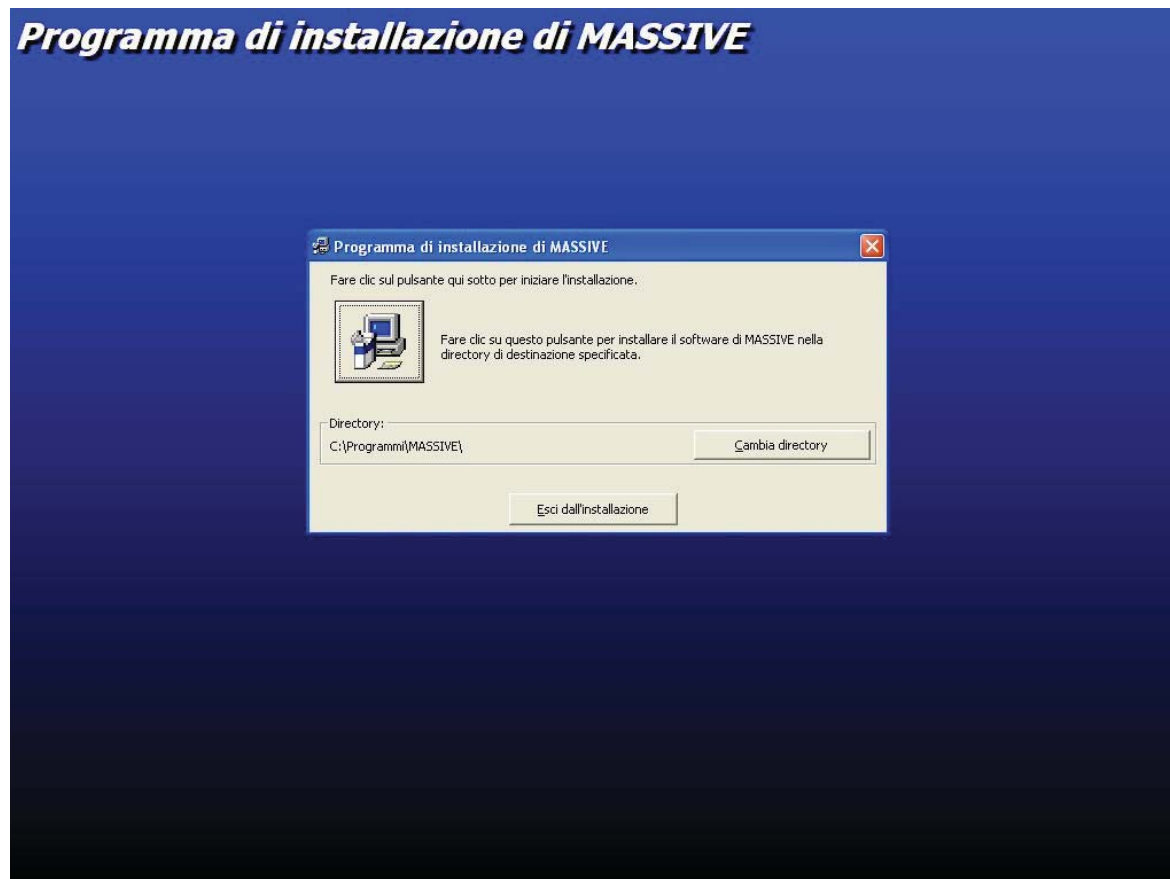 Programma di installazione di MASSIVE
Programma di installazione di MASSIVE
Fare clic sul pulsante qui sotto per iniziare l'installazione.
Fare clic su questo pulsante per installare il software di MASSIVE nella
directory di destinazione specificata.
Directory:
C:\Programmi\MASSIVE\
Cambia directory
Esci dall'installazione